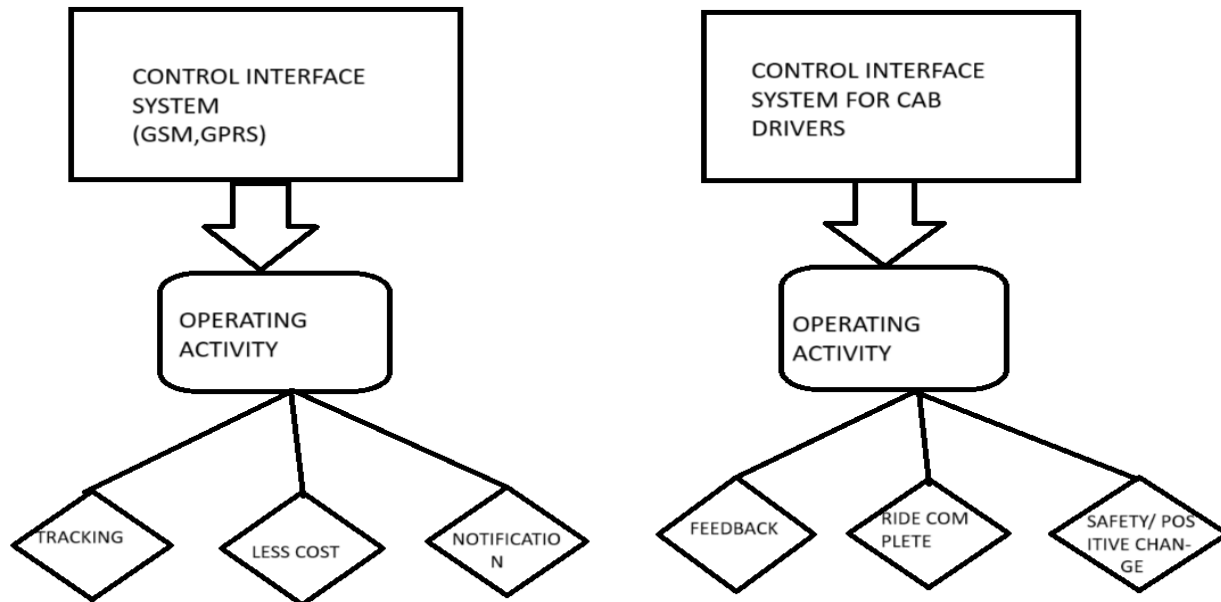 CONTROL INTERFACE
SYSTEM
(GSM,GPRS)
OPERATING
ACTIVITY
TRACKING
LESS COST
NOTIFICATIO
N
CONTROL INTERFACE
SYSTEM FOR CAB
DRIVERS
OPERATING
ACTIVITY
FEEDBACK
RIDE COM
PLETE
SAFETY/ POS
ITIVE CHAN-
GE